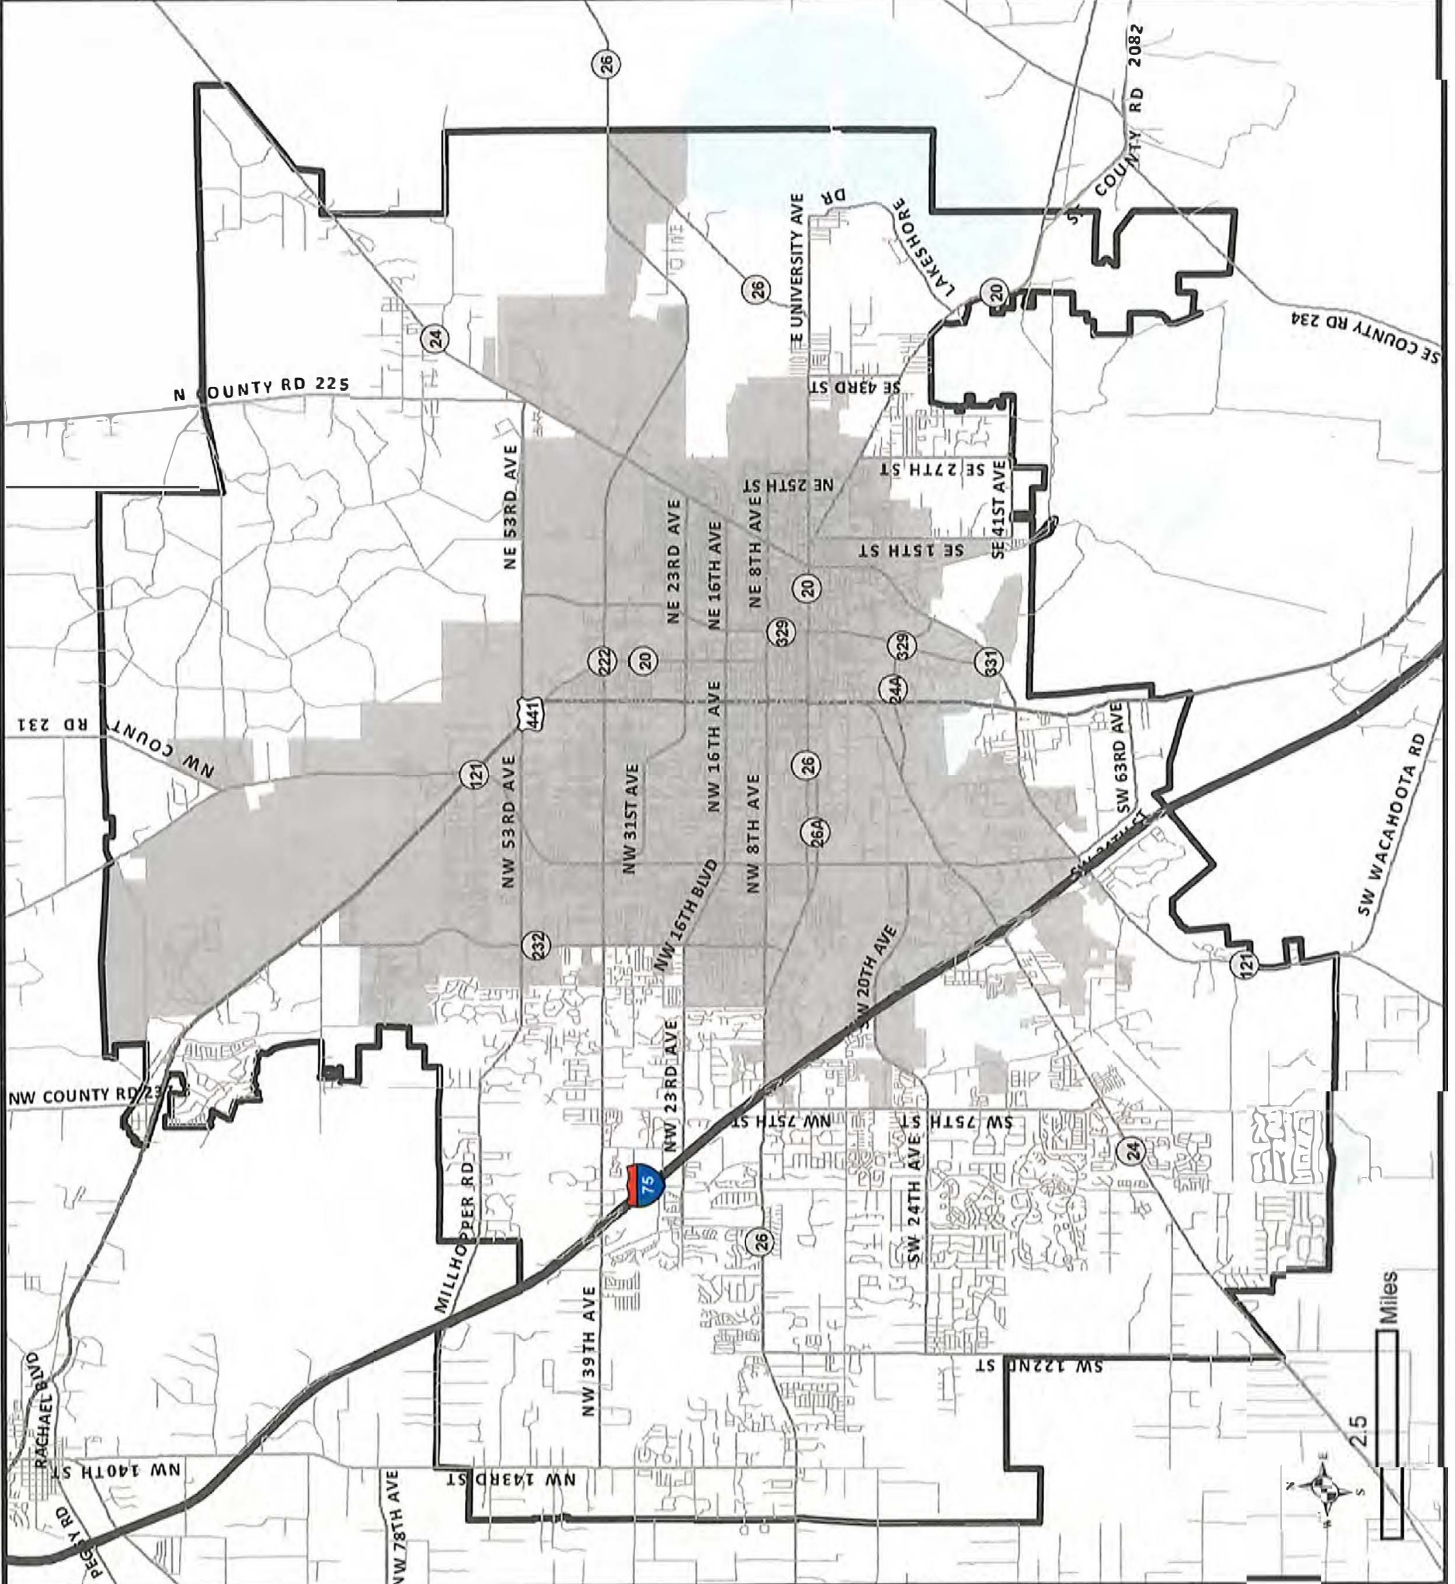 26
COUNTY RD 2082
SE
E UNIVERSITY AVE
LAKESHORE DR
26
20
24
SE COUNTY RD 234
N COUNTY RD 225
SE 43RD ST
NE 53RD AVE
NE 25TH ST
SE 27TH ST
SE 41ST AVE
NE 23RD AVE
NE 16TH AVE
NE 8TH AVE
SE 15TH ST
20
329
329
222
20
331
24A
441
NW COUNTY RD 231
121
NW 53RD AVE
NW 31ST AVE
NW 16TH AVE
NW 8TH AVE
26
26A
SW 63RD AVE
SW 34TH ST
SW WACAHOOTA RD
232
NW 16TH BLVD
SW 20TH AVE
121
NW COUNTY RD 23
NW 23RD AVE
NW 75TH ST
SW 75TH ST
SW 24TH AVE
24
75
26
MILLHOPPER RD
NW 39TH AVE
SW 122ND ST
RACHAEL BLVD
NW 140TH ST
PEGGY RD
NW 78TH AVE
NW 143RD ST
2.5
Miles
N
E
S
W